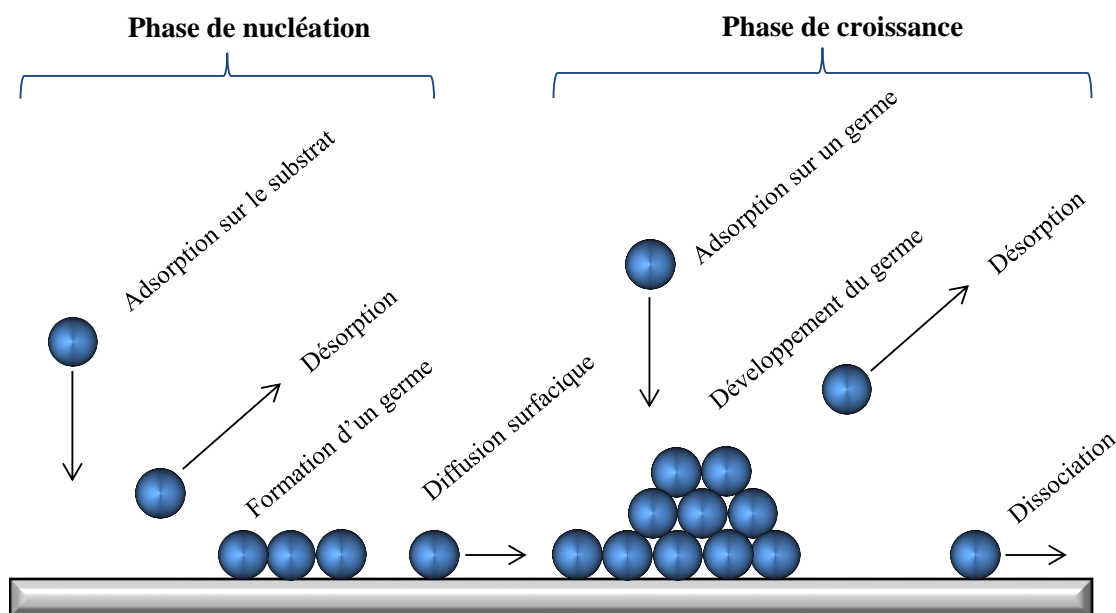 Phase de nucléation
Phase de croissance
Adsorption sur le substrat
Désorption
Formation d'un germe
Diffusion surfacique
Adsorption sur un germe
Développement du germe
Désorption
Dissociation